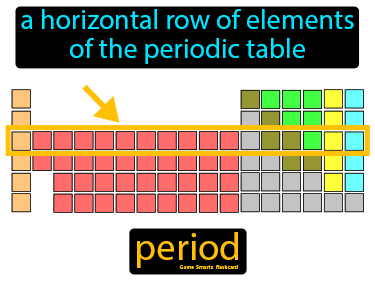 a horizontal row of elements
of the periodic table
period
Game Smartz flashcard